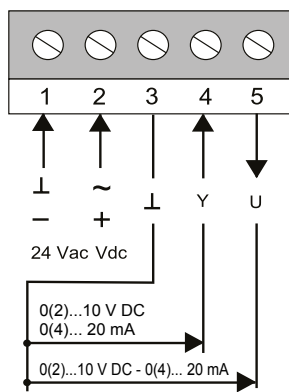 1 2 3 4 5
⊥ ~ ⊥ Y U
− +
24 Vac Vdc
0(2)...10 V DC
0(4)... 20 mA
0(2)...10 V DC - 0(4)... 20 mA